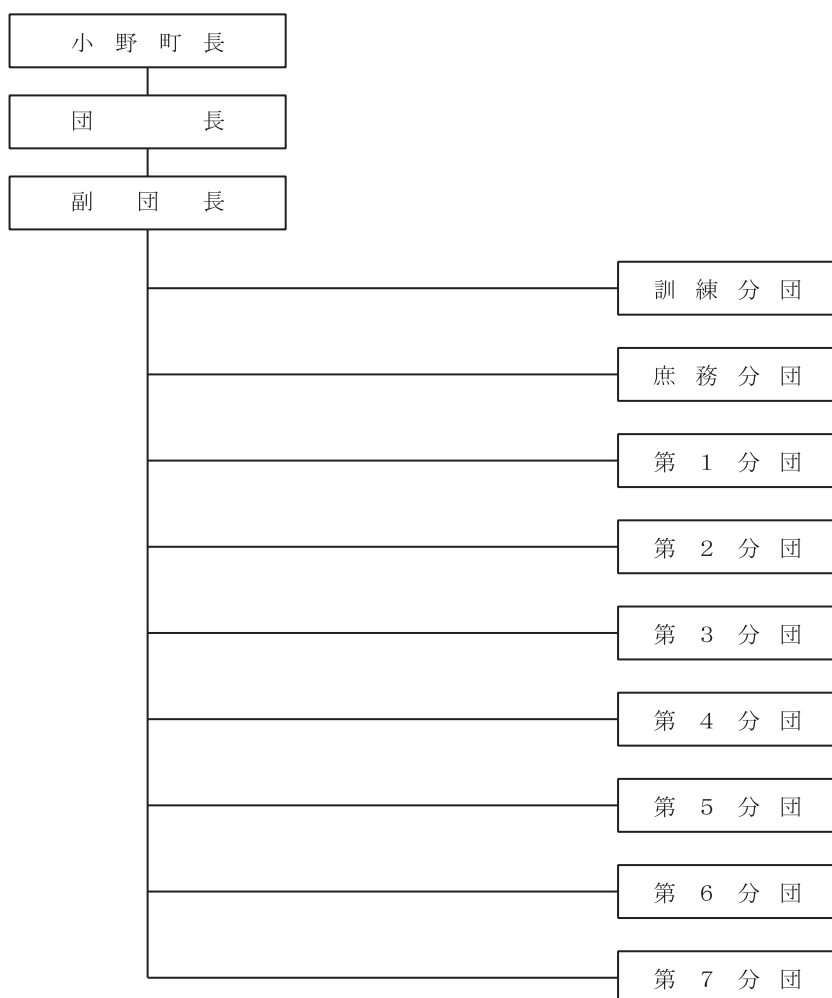 小野町長
団長
副団長
訓練分団
庶務分団
第1分団
第2分団
第3分団
第4分団
第5分団
第6分団
第7分団